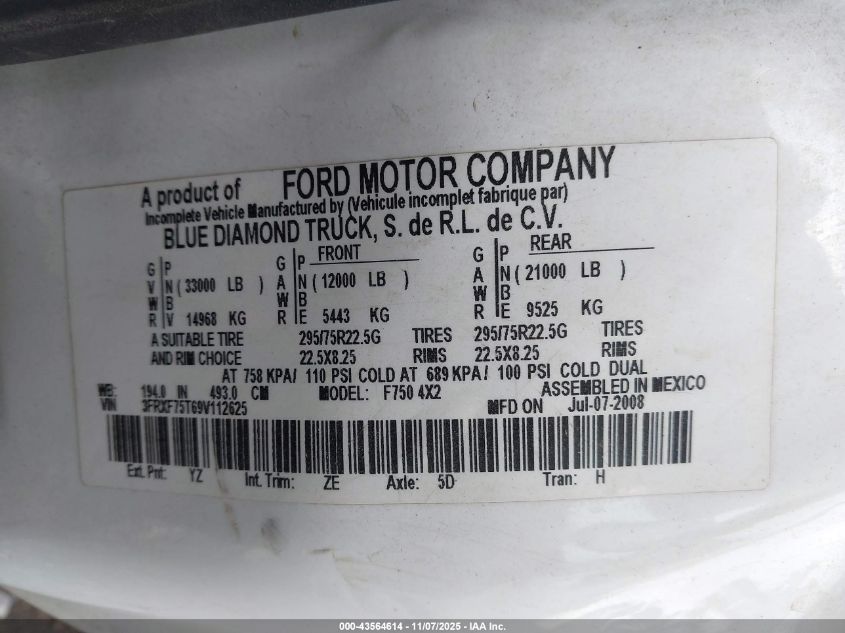 A product of FORD MOTOR COMPANY
Incomplete Vehicle Manufactured by (Vehicule incomplet fabrique par)
BLUE DIAMOND TRUCK, S. de R.L. de C.V.
FRONT REAR
G P G P G P
V N ( 33000 LB ) A N ( 12000 LB ) A N ( 21000 LB )
W B W B W B
R V 14968 KG R E 5443 KG R E 9525 KG
A SUITABLE TIRE 295/75R22.5G TIRES 295/75R22.5G TIRES
AND RIM CHOICE 22.5X8.25 RIMS 22.5X8.25 RIMS
AT 758 KPA/ 110 PSI COLD AT 689 KPA/ 100 PSI COLD DUAL
WB: 194.0 IN 493.0 CM MODEL: F750 4X2 ASSEMBLED IN MEXICO
VIN 3FRXF75T69V112625 MFD ON Jul-07-2008
Ext. Pnt: YZ Int. Trim: ZE Axle: 5D Tran: H
000-43564614 - 11/07/2025 - IAA Inc.